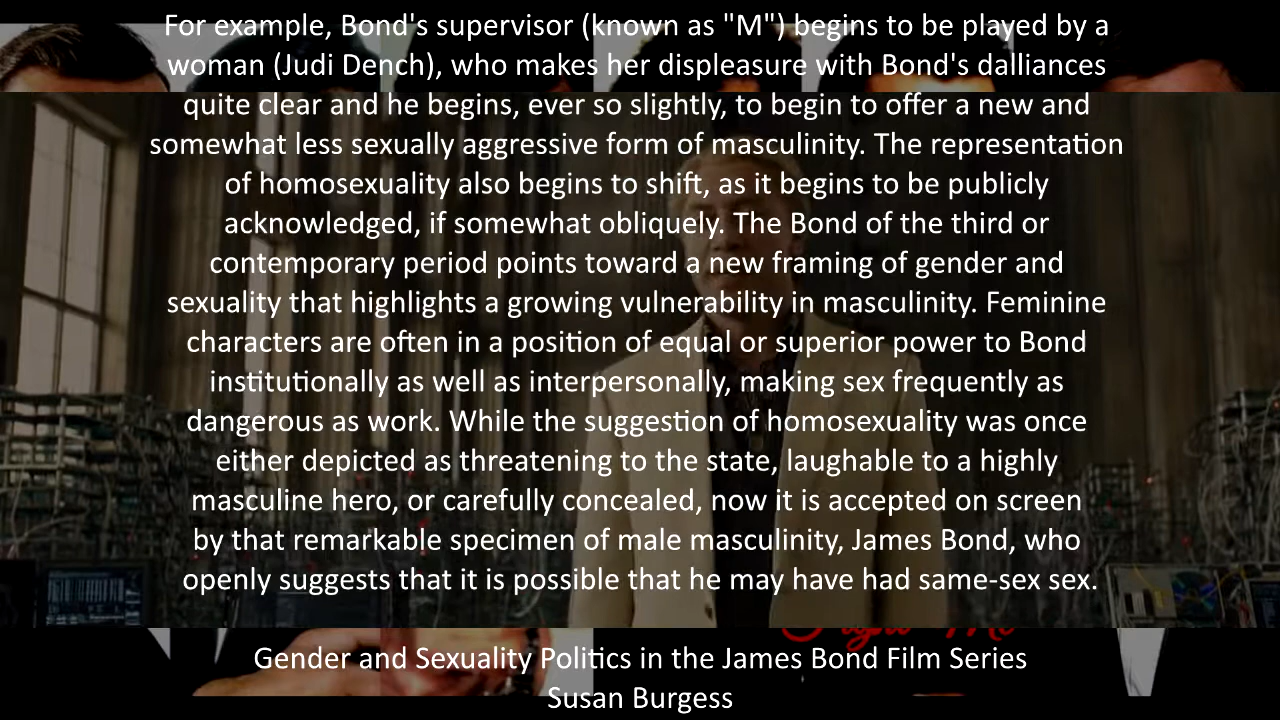 For example, Bond's supervisor (known as "M") begins to be played by a
woman (Judi Dench), who makes her displeasure with Bond's dalliances
quite clear and he begins, ever so slightly, to begin to offer a new and
somewhat less sexually aggressive form of masculinity. The representation
of homosexuality also begins to shift, as it begins to be publicly
acknowledged, if somewhat obliquely. The Bond of the third or
contemporary period points toward a new framing of gender and
sexuality that highlights a growing vulnerability in masculinity. Feminine
characters are often in a position of equal or superior power to Bond
institutionally as well as interpersonally, making sex frequently as
dangerous as work. While the suggestion of homosexuality was once
either depicted as threatening to the state, laughable to a highly
masculine hero, or carefully concealed, now it is accepted on screen
by that remarkable specimen of male masculinity, James Bond, who
openly suggests that it is possible that he may have had same-sex sex.
Gender and Sexuality Politics in the James Bond Film Series
Susan Burgess